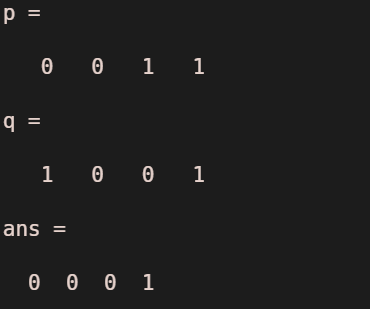 p =
0 0 1 1
q =
1 0 0 1
ans =
0 0 0 1